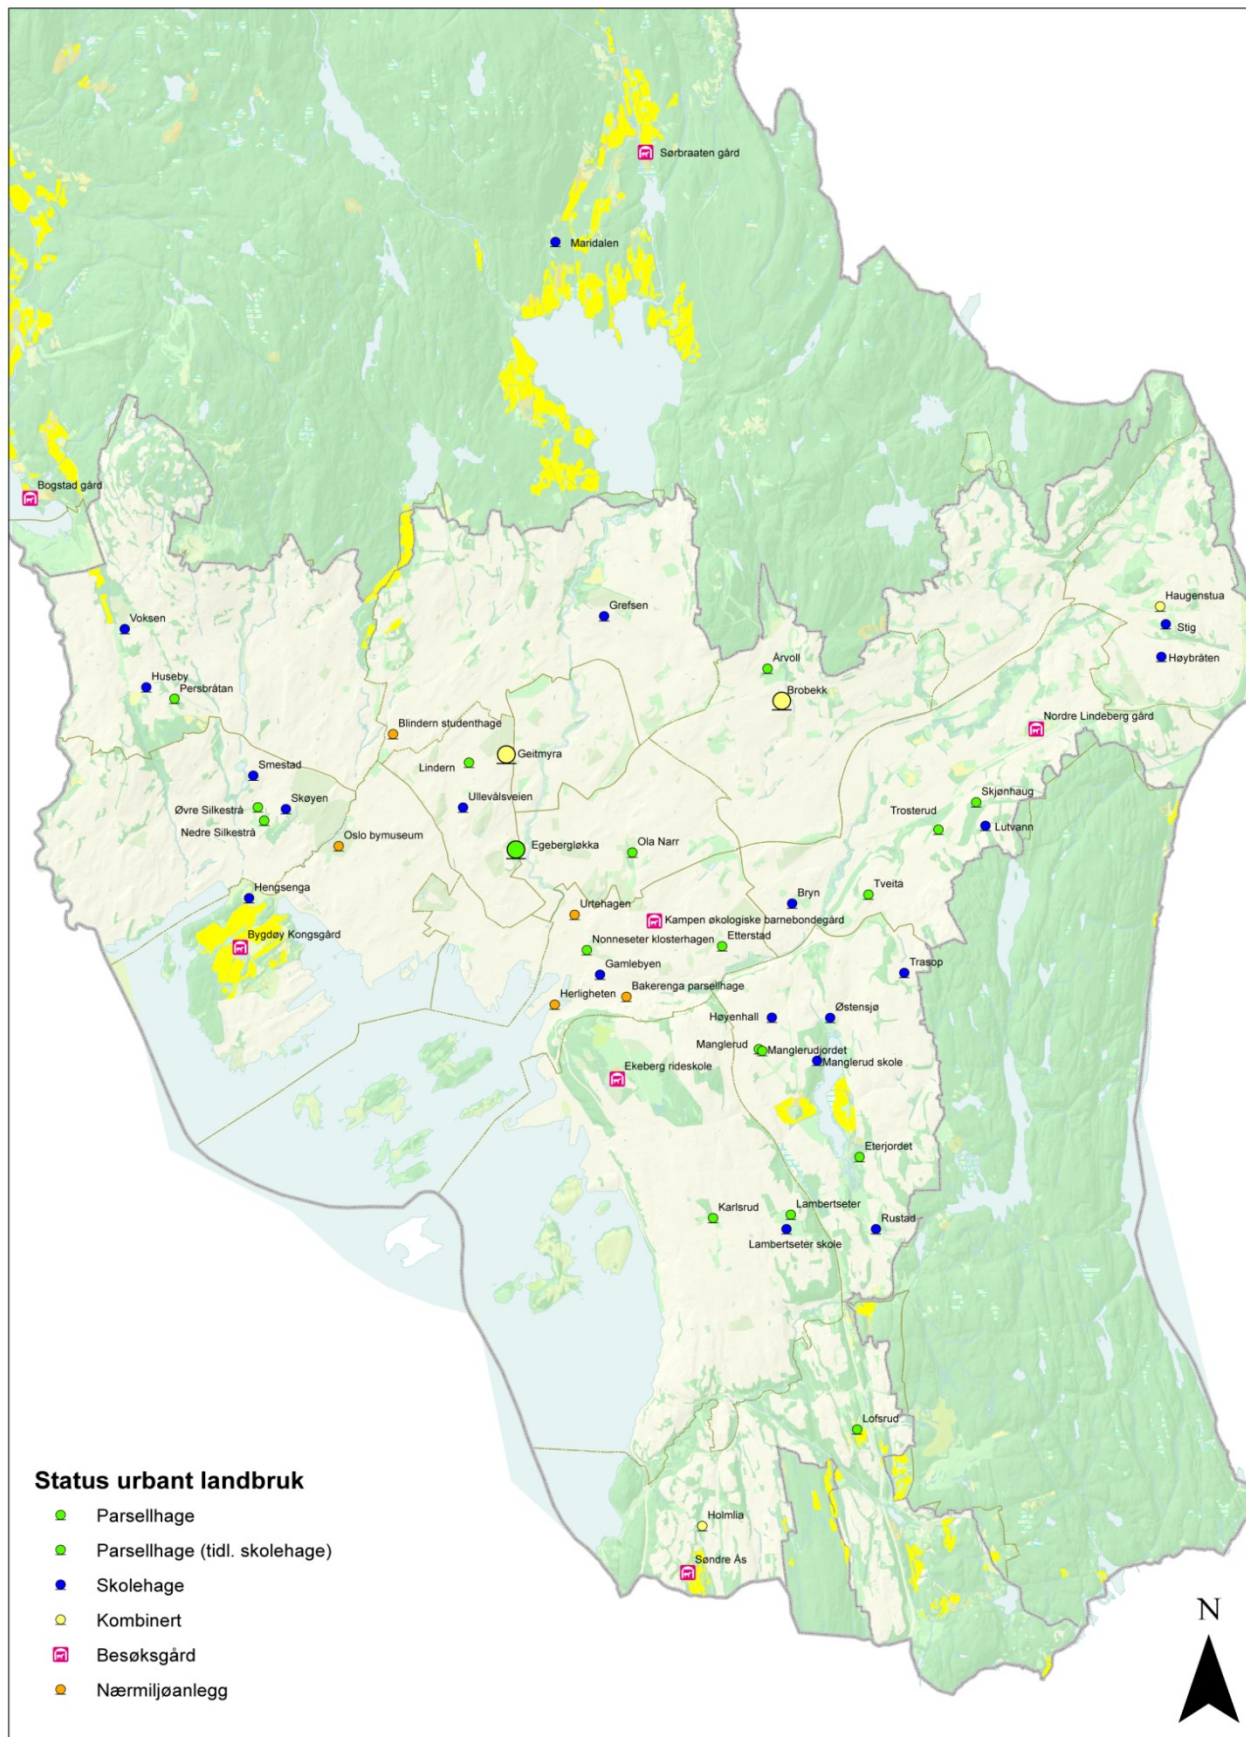 Sørbraaten gård
Maridalen
Bogstad gård
Voksen
Grefsen
Haugenstua
Stig
Høybråten
Huseby
Persbråtan
Årvoll
Brobekk
Blindern studenthage
Nordre Lindeberg gård
Geitmyra
Lindern
Smestad
Øvre Silkestrå
Skøyen
Nedre Silkestrå
Ullevålsveien
Skjønhaug
Trosterud
Lutvann
Oslo bymuseum
Egebergløkka
Ola Narr
Hengsenga
Tveita
Bryn
Urtehagen
Kampen økologiske barnebondegård
Bygdøy Kongsgård
Nonneseter klosterhagen
Etterstad
Gamlebyen
Trasop
Bakerenga parsellhage
Herligheten
Høyenhall
Østensjø
Manglerud
Manglerudjordet
Manglerud skole
Ekeberg rideskole
Eterjordet
Karlsrud
Lambertseter
Rustad
Lambertseter skole
Lofsrud
Holmlia
Søndre Ås
Status urbant landbruk
Parsellhage
Parsellhage (tidl. skolehage)
Skolehage
Kombinert
Besøksgård
Nærmiljøanlegg
N